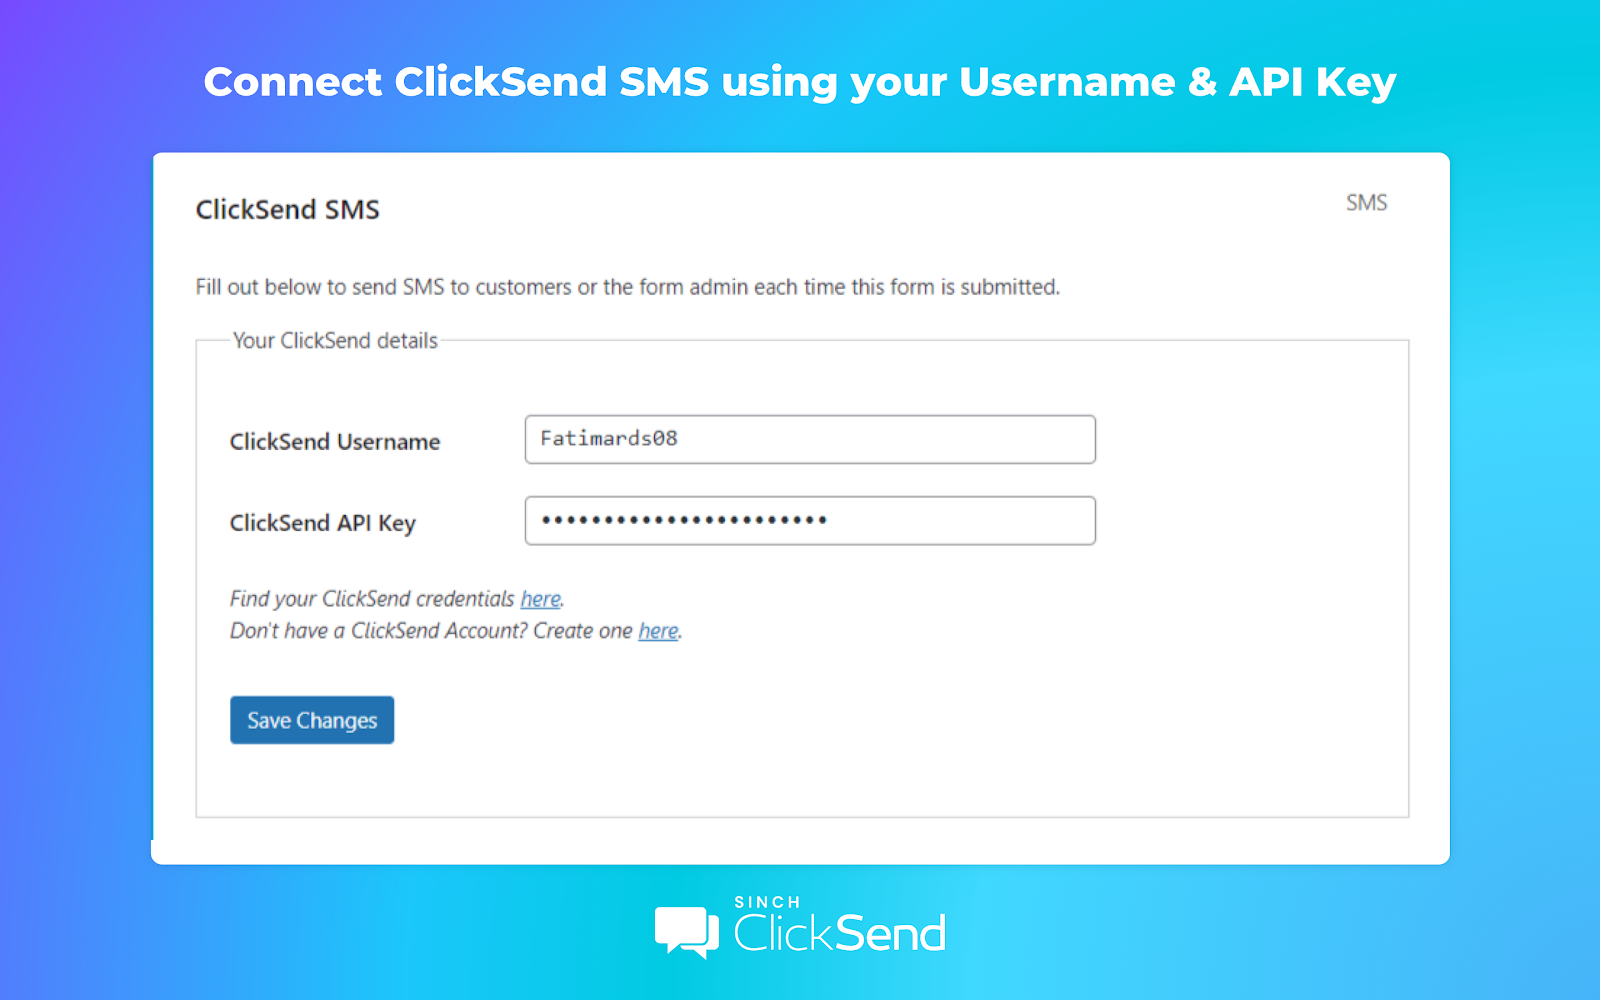 Connect ClickSend SMS using your Username & API Key
ClickSend SMS
SMS
Fill out below to send SMS to customers or the form admin each time this form is submitted.
Your ClickSend details
ClickSend Username
Fatimards08
ClickSend API Key
••••••••••••••••••••••••
Find your ClickSend credentials here.
Don't have a ClickSend Account? Create one here.
Save Changes
SINCH
ClickSend